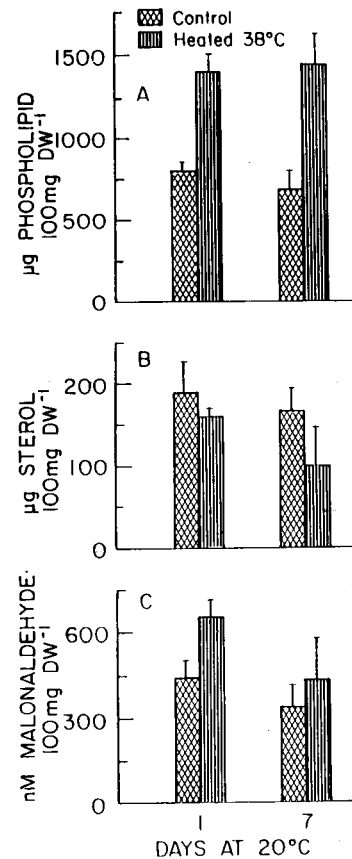 Control
Heated 38°C
1500
1000
500
0
A
µg PHOSPHOLIPID
100mg DW⁻¹
200
100
0
B
µg STEROL
100mg DW⁻¹
600
300
0
C
nM MALONALDEHYDE·
100mg DW⁻¹
1
7
DAYS AT 20°C